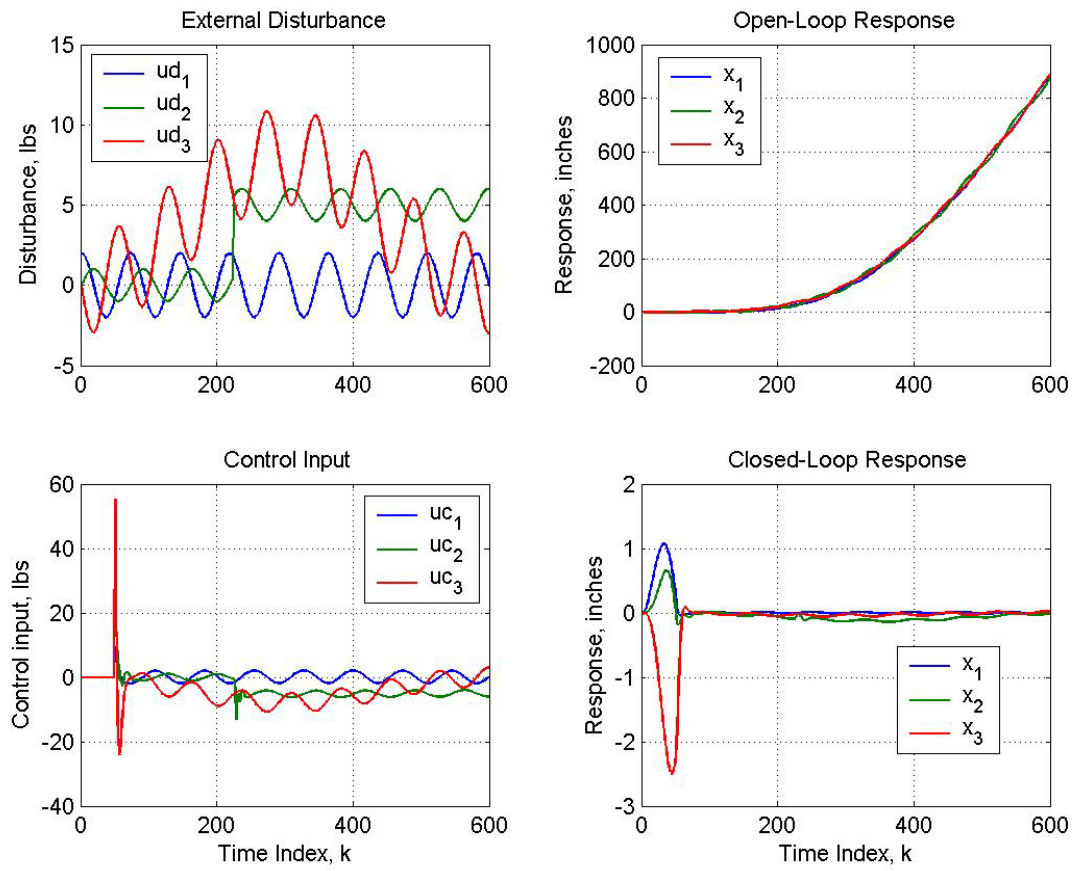 External Disturbance
15
10
5
0
-5
Disturbance, lbs
ud1
ud2
ud3
0
200
400
600
Open-Loop Response
1000
800
600
400
200
0
-200
Response, inches
x1
x2
x3
0
200
400
600
Control Input
60
40
20
0
-20
-40
Control input, lbs
uc1
uc2
uc3
0
200
400
600
Time Index, k
Closed-Loop Response
2
1
0
-1
-2
-3
Response, inches
x1
x2
x3
0
200
400
600
Time Index, k